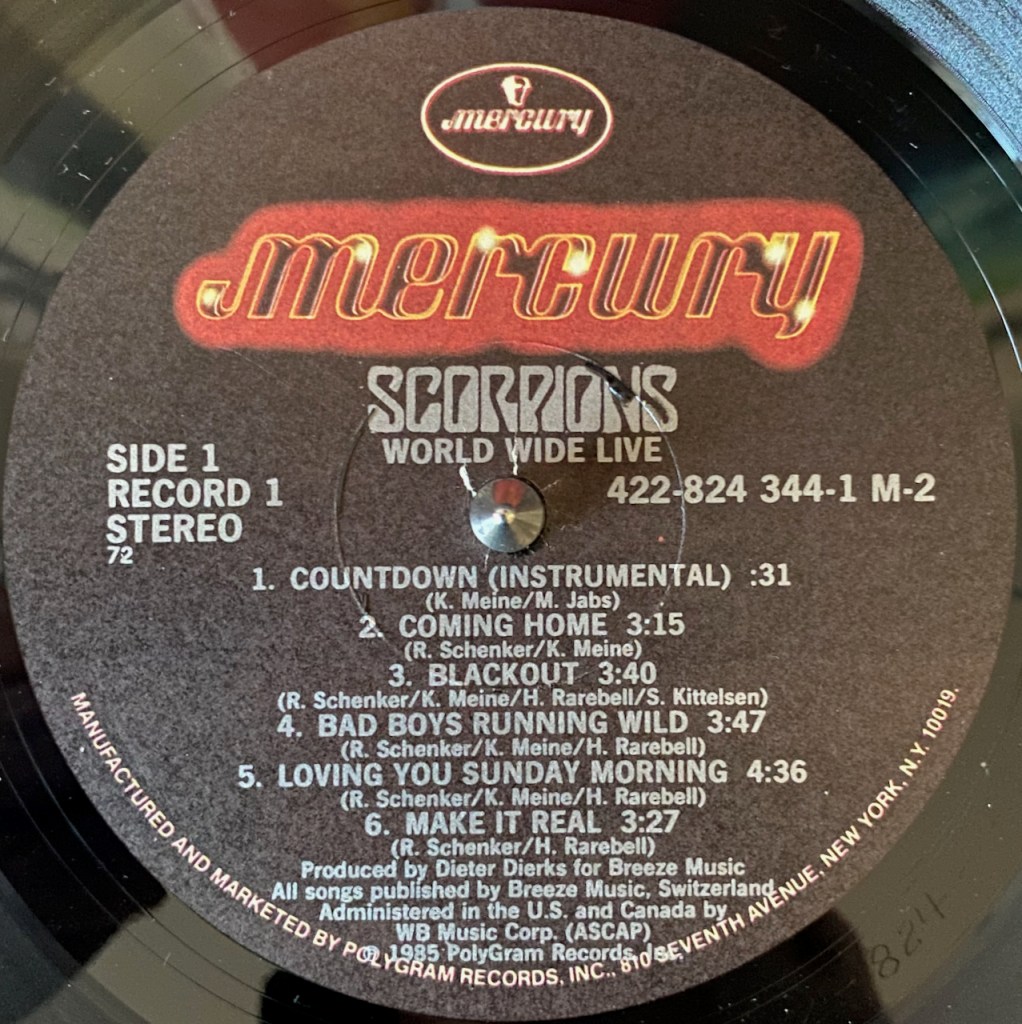 mercury
mercury
SCORPIONS
WORLD WIDE LIVE
SIDE 1
RECORD 1
STEREO
72
422-824 344-1 M-2
1. COUNTDOWN (INSTRUMENTAL) :31
(K. Meine/M. Jabs)
2. COMING HOME 3:15
(R. Schenker/K. Meine)
3. BLACKOUT 3:40
(R. Schenker/K. Meine/H. Rarebell/S. Kittelsen)
4. BAD BOYS RUNNING WILD 3:47
(R. Schenker/K. Meine/H. Rarebell)
5. LOVING YOU SUNDAY MORNING 4:36
(R. Schenker/K. Meine/H. Rarebell)
6. MAKE IT REAL 3:27
(R. Schenker/H. Rarebell)
Produced by Dieter Dierks for Breeze Music
All songs published by Breeze Music, Switzerland
Administered in the U.S. and Canada by
WB Music Corp. (ASCAP)
℗ 1985 PolyGram Records, Inc.
MANUFACTURED AND MARKETED BY POLYGRAM RECORDS, INC., 810 SEVENTH AVENUE, NEW YORK, N.Y. 10019.
824